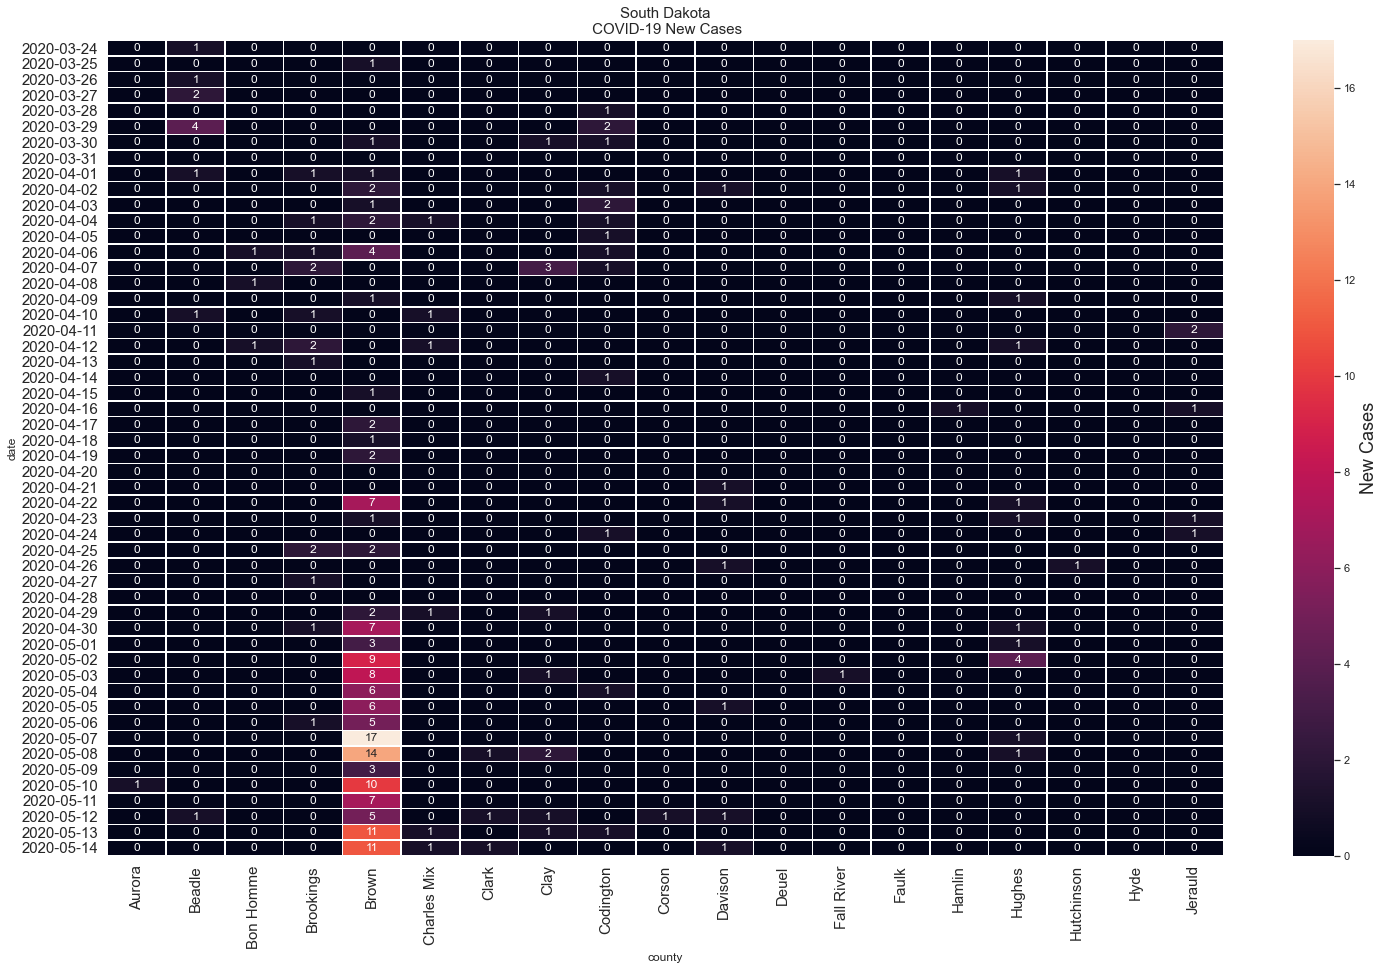 South Dakota
COVID-19 New Cases
2020-03-24 0 1 0 0 0 0 0 0 0 0 0 0 0 0 0 0 0 0 0
2020-03-25 0 0 0 0 1 0 0 0 0 0 0 0 0 0 0 0 0 0 0
2020-03-26 0 1 0 0 0 0 0 0 0 0 0 0 0 0 0 0 0 0 0
2020-03-27 0 2 0 0 0 0 0 0 0 0 0 0 0 0 0 0 0 0 0
2020-03-28 0 0 0 0 0 0 0 0 1 0 0 0 0 0 0 0 0 0 0
2020-03-29 0 4 0 0 0 0 0 0 2 0 0 0 0 0 0 0 0 0 0
2020-03-30 0 0 0 0 1 0 0 1 1 0 0 0 0 0 0 0 0 0 0
2020-03-31 0 0 0 0 0 0 0 0 0 0 0 0 0 0 0 0 0 0 0
2020-04-01 0 1 0 1 1 0 0 0 0 0 0 0 0 0 0 1 0 0 0
2020-04-02 0 0 0 0 2 0 0 0 1 0 1 0 0 0 0 1 0 0 0
2020-04-03 0 0 0 0 1 0 0 0 2 0 0 0 0 0 0 0 0 0 0
2020-04-04 0 0 0 1 2 1 0 0 1 0 0 0 0 0 0 0 0 0 0
2020-04-05 0 0 0 0 0 0 0 0 1 0 0 0 0 0 0 0 0 0 0
2020-04-06 0 0 1 1 4 0 0 0 1 0 0 0 0 0 0 0 0 0 0
2020-04-07 0 0 0 2 0 0 0 3 1 0 0 0 0 0 0 0 0 0 0
2020-04-08 0 0 1 0 0 0 0 0 0 0 0 0 0 0 0 0 0 0 0
2020-04-09 0 0 0 0 1 0 0 0 0 0 0 0 0 0 0 1 0 0 0
2020-04-10 0 1 0 1 0 1 0 0 0 0 0 0 0 0 0 0 0 0 0
2020-04-11 0 0 0 0 0 0 0 0 0 0 0 0 0 0 0 0 0 0 2
2020-04-12 0 0 1 2 0 1 0 0 0 0 0 0 0 0 0 1 0 0 0
2020-04-13 0 0 0 1 0 0 0 0 0 0 0 0 0 0 0 0 0 0 0
2020-04-14 0 0 0 0 0 0 0 0 1 0 0 0 0 0 0 0 0 0 0
2020-04-15 0 0 0 0 1 0 0 0 0 0 0 0 0 0 0 0 0 0 0
2020-04-16 0 0 0 0 0 0 0 0 0 0 0 0 0 0 1 0 0 0 1
2020-04-17 0 0 0 0 2 0 0 0 0 0 0 0 0 0 0 0 0 0 0
2020-04-18 0 0 0 0 1 0 0 0 0 0 0 0 0 0 0 0 0 0 0
2020-04-19 0 0 0 0 2 0 0 0 0 0 0 0 0 0 0 0 0 0 0
2020-04-20 0 0 0 0 0 0 0 0 0 0 0 0 0 0 0 0 0 0 0
2020-04-21 0 0 0 0 0 0 0 0 0 0 1 0 0 0 0 0 0 0 0
2020-04-22 0 0 0 0 7 0 0 0 0 0 1 0 0 0 0 1 0 0 0
2020-04-23 0 0 0 0 1 0 0 0 0 0 0 0 0 0 0 1 0 0 1
2020-04-24 0 0 0 0 0 0 0 0 1 0 0 0 0 0 0 0 0 0 1
2020-04-25 0 0 0 2 2 0 0 0 0 0 0 0 0 0 0 0 0 0 0
2020-04-26 0 0 0 0 0 0 0 0 0 0 1 0 0 0 0 0 1 0 0
2020-04-27 0 0 0 1 0 0 0 0 0 0 0 0 0 0 0 0 0 0 0
2020-04-28 0 0 0 0 0 0 0 0 0 0 0 0 0 0 0 0 0 0 0
2020-04-29 0 0 0 0 2 1 0 1 0 0 0 0 0 0 0 0 0 0 0
2020-04-30 0 0 0 1 7 0 0 0 0 0 0 0 0 0 0 1 0 0 0
2020-05-01 0 0 0 0 3 0 0 0 0 0 0 0 0 0 0 1 0 0 0
2020-05-02 0 0 0 0 9 0 0 0 0 0 0 0 0 0 0 4 0 0 0
2020-05-03 0 0 0 0 8 0 0 1 0 0 0 0 1 0 0 0 0 0 0
2020-05-04 0 0 0 0 6 0 0 0 1 0 0 0 0 0 0 0 0 0 0
2020-05-05 0 0 0 0 6 0 0 0 0 0 1 0 0 0 0 0 0 0 0
2020-05-06 0 0 0 1 5 0 0 0 0 0 0 0 0 0 0 0 0 0 0
2020-05-07 0 0 0 0 17 0 0 0 0 0 0 0 0 0 0 1 0 0 0
2020-05-08 0 0 0 0 14 0 1 2 0 0 0 0 0 0 0 1 0 0 0
2020-05-09 0 0 0 0 3 0 0 0 0 0 0 0 0 0 0 0 0 0 0
2020-05-10 1 0 0 0 10 0 0 0 0 0 0 0 0 0 0 0 0 0 0
2020-05-11 0 0 0 0 7 0 0 0 0 0 0 0 0 0 0 0 0 0 0
2020-05-12 0 1 0 0 5 0 1 1 0 1 1 0 0 0 0 0 0 0 0
2020-05-13 0 0 0 0 11 1 0 1 1 0 0 0 0 0 0 0 0 0 0
2020-05-14 0 0 0 0 11 1 1 0 0 0 1 0 0 0 0 0 0 0 0
Aurora Beadle Bon Homme Brookings Brown Charles Mix Clark Clay Codington Corson Davison Deuel Fall River Faulk Hamlin Hughes Hutchinson Hyde Jerauld
county
date
16
14
12
10
8
6
4
2
0
New Cases